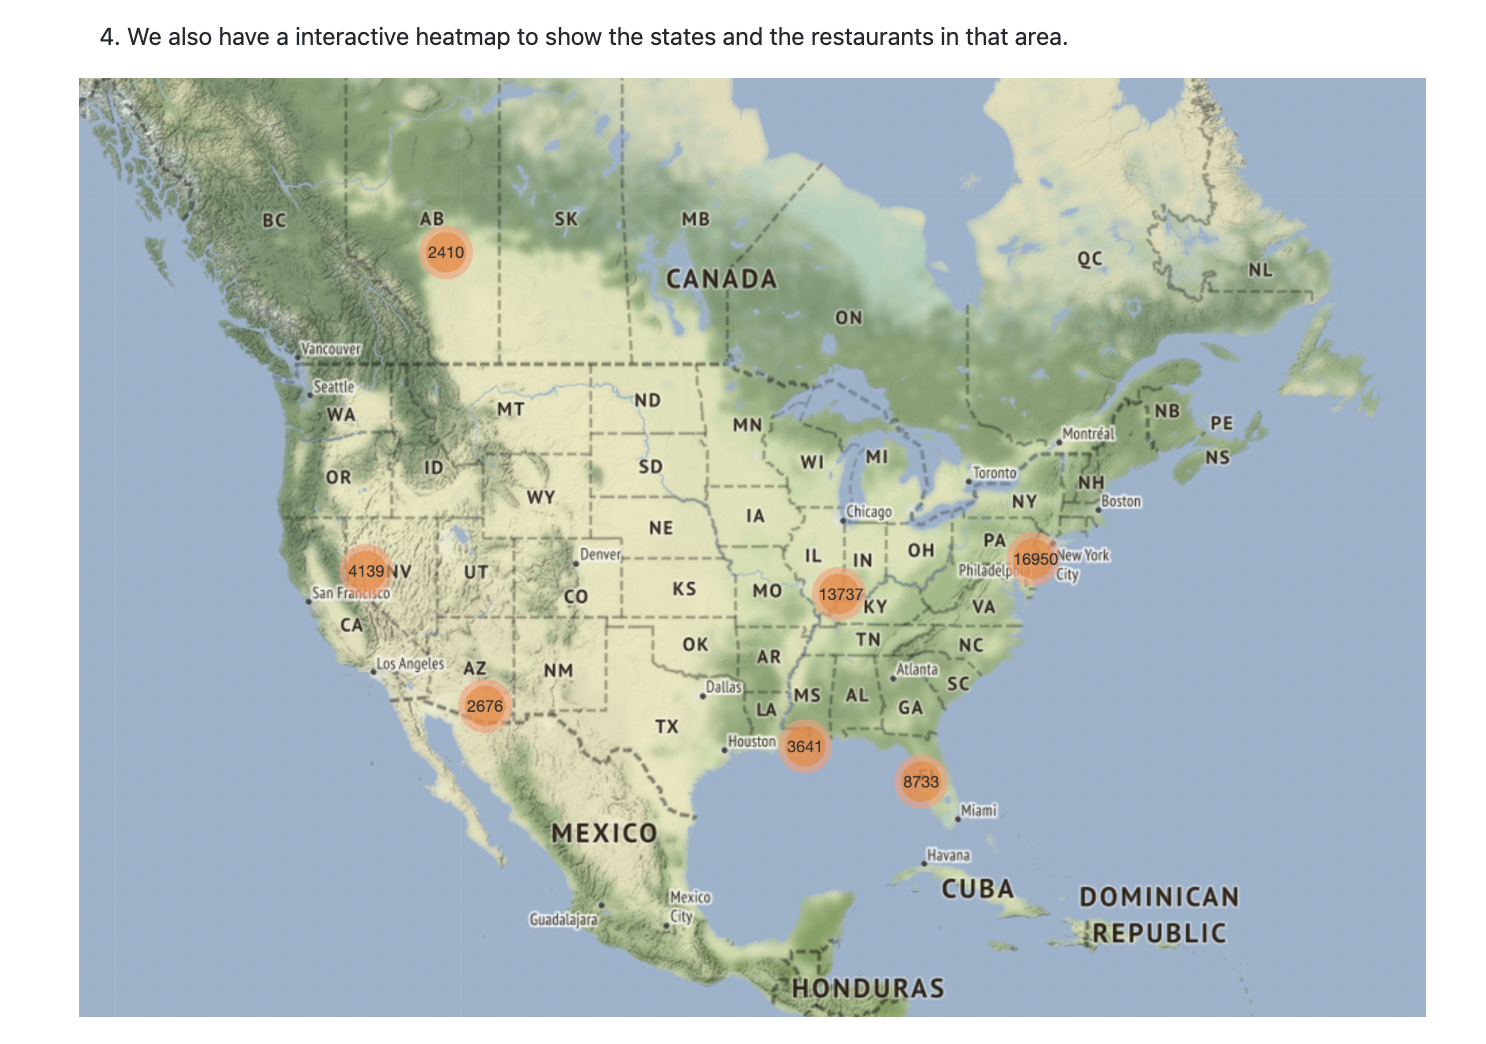 4. We also have a interactive heatmap to show the states and the restaurants in that area.
BC
AB
SK
MB
2410
CANADA
QC
NL
ON
Vancouver
Seattle
WA
MT
ND
MN
NB
PE
Montréal
NS
OR
ID
SD
WI
MI
Toronto
NH
WY
NY
Boston
IA
Chicago
NE
PA
Denver
IL
IN
OH
16950
New York
City
4139
NV
UT
Philadelph
San Francisco
CO
KS
MO
13737
KY
VA
CA
OK
TN
NC
Los Angeles
AZ
NM
AR
Atlanta
SC
Dallas
2676
MS
AL
GA
LA
TX
Houston
3641
8733
Miami
MEXICO
Havana
CUBA
DOMINICAN
REPUBLIC
Mexico
City
Guadalajara
HONDURAS